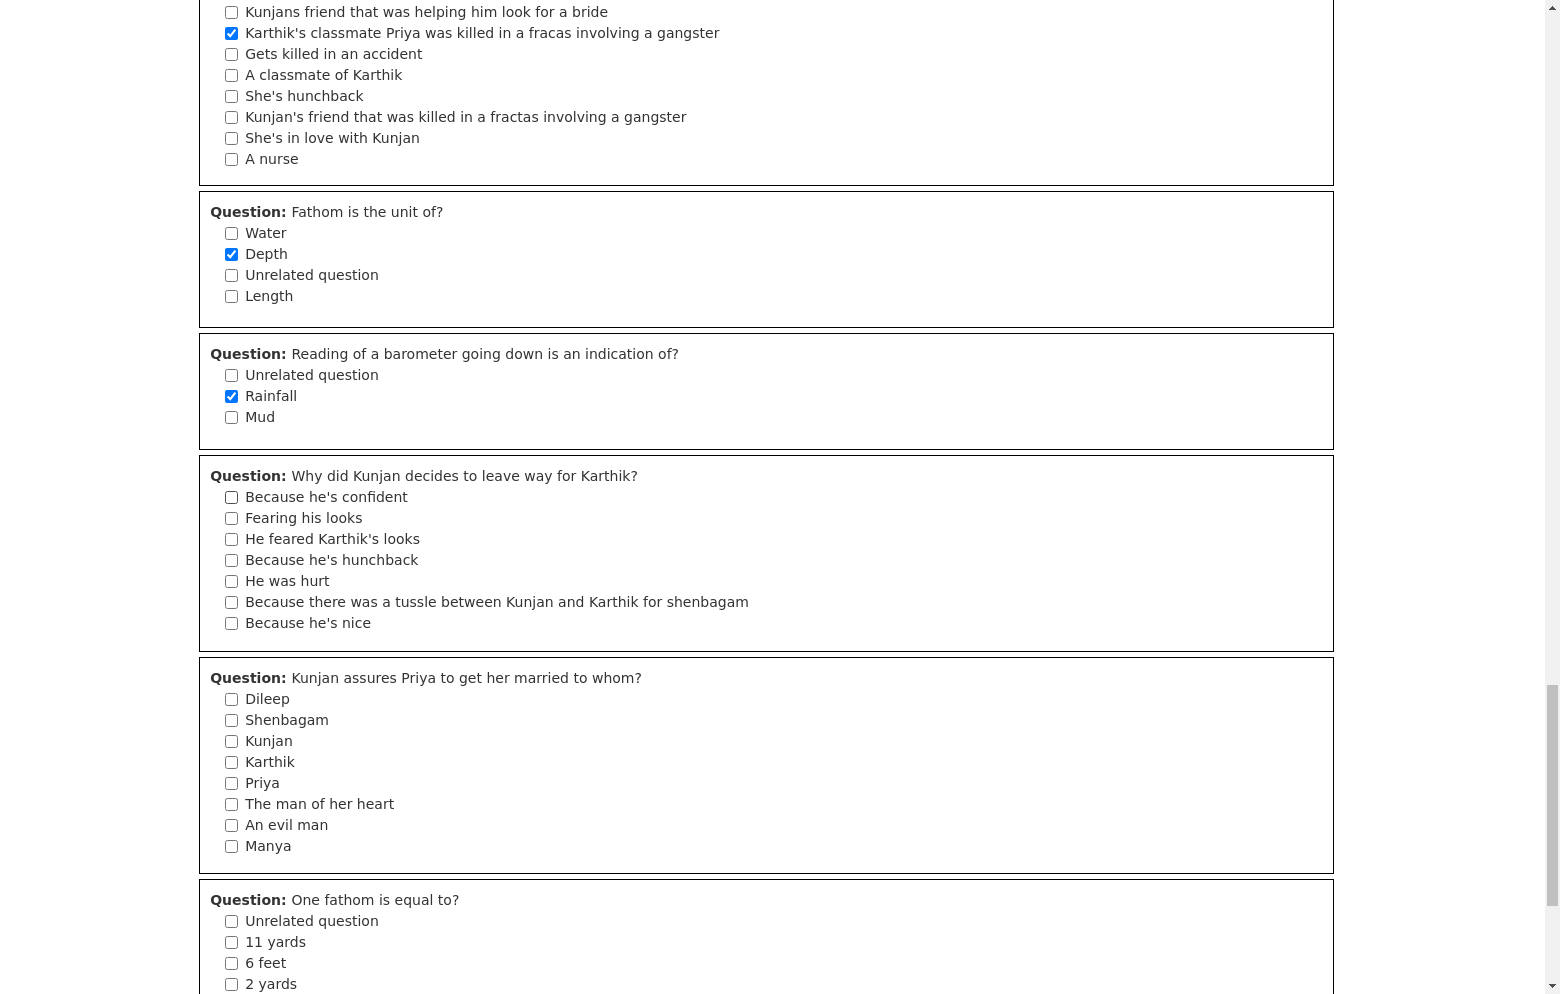 Kunjans friend that was helping him look for a bride
Karthik's classmate Priya was killed in a fracas involving a gangster
Gets killed in an accident
A classmate of Karthik
She's hunchback
Kunjan's friend that was killed in a fractas involving a gangster
She's in love with Kunjan
A nurse
Question: Fathom is the unit of?
Water
Depth
Unrelated question
Length
Question: Reading of a barometer going down is an indication of?
Unrelated question
Rainfall
Mud
Question: Why did Kunjan decides to leave way for Karthik?
Because he's confident
Fearing his looks
He feared Karthik's looks
Because he's hunchback
He was hurt
Because there was a tussle between Kunjan and Karthik for shenbagam
Because he's nice
Question: Kunjan assures Priya to get her married to whom?
Dileep
Shenbagam
Kunjan
Karthik
Priya
The man of her heart
An evil man
Manya
Question: One fathom is equal to?
Unrelated question
11 yards
6 feet
2 yards